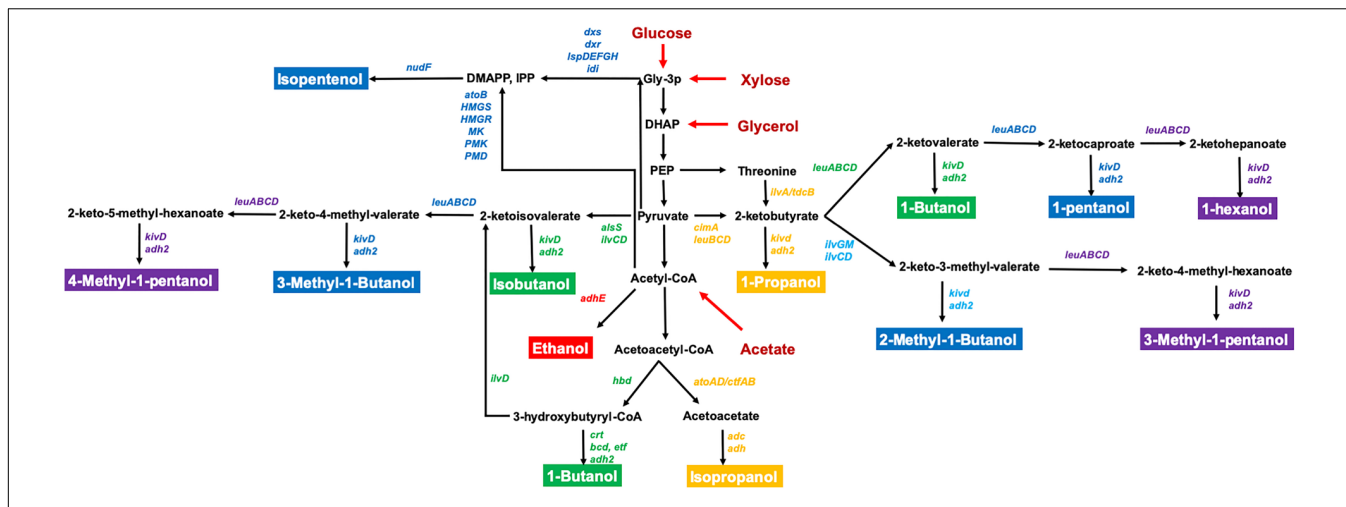 dxs
dxr
IspDEFGH
idi
Glucose
Isopentenol
nudF
DMAPP, IPP
Gly-3p
Xylose
atoB
HMGS
HMGR
MK
PMK
PMD
DHAP
Glycerol
PEP
Threonine
ilvA/tdcB
leuABCD
2-ketovalerate
leuABCD
2-ketocaproate
leuABCD
2-ketohepanoate
kivD
adh2
kivD
adh2
kivD
adh2
1-Butanol
1-pentanol
1-hexanol
2-keto-5-methyl-hexanoate
leuABCD
2-keto-4-methyl-valerate
leuABCD
2-ketoisovalerate
alsS
ilvCD
Pyruvate
cimA
leuBCD
2-ketobutyrate
ilvGM
ilvCD
kivD
adh2
kivD
adh2
kivD
adh2
kivd
adh2
4-Methyl-1-pentanol
3-Methyl-1-Butanol
Isobutanol
Acetyl-CoA
1-Propanol
2-keto-3-methyl-valerate
leuABCD
2-keto-4-methyl-hexanoate
kivd
adh2
kivD
adh2
2-Methyl-1-Butanol
3-Methyl-1-pentanol
adhE
Ethanol
Acetoacetyl-CoA
Acetate
ilvD
hbd
atoAD/ctfAB
3-hydroxybutyryl-CoA
Acetoacetate
crt
bcd, etf
adh2
adc
adh
1-Butanol
Isopropanol